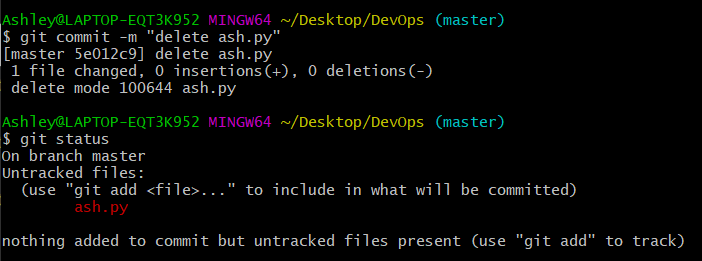 Ashley@LAPTOP-EQT3K952 MINGW64 ~/Desktop/DevOps (master)
$ git commit -m "delete ash.py"
[master 5e012c9] delete ash.py
 1 file changed, 0 insertions(+), 0 deletions(-)
 delete mode 100644 ash.py

Ashley@LAPTOP-EQT3K952 MINGW64 ~/Desktop/DevOps (master)
$ git status
On branch master
Untracked files:
  (use "git add <file>..." to include in what will be committed)
        ash.py

nothing added to commit but untracked files present (use "git add" to track)